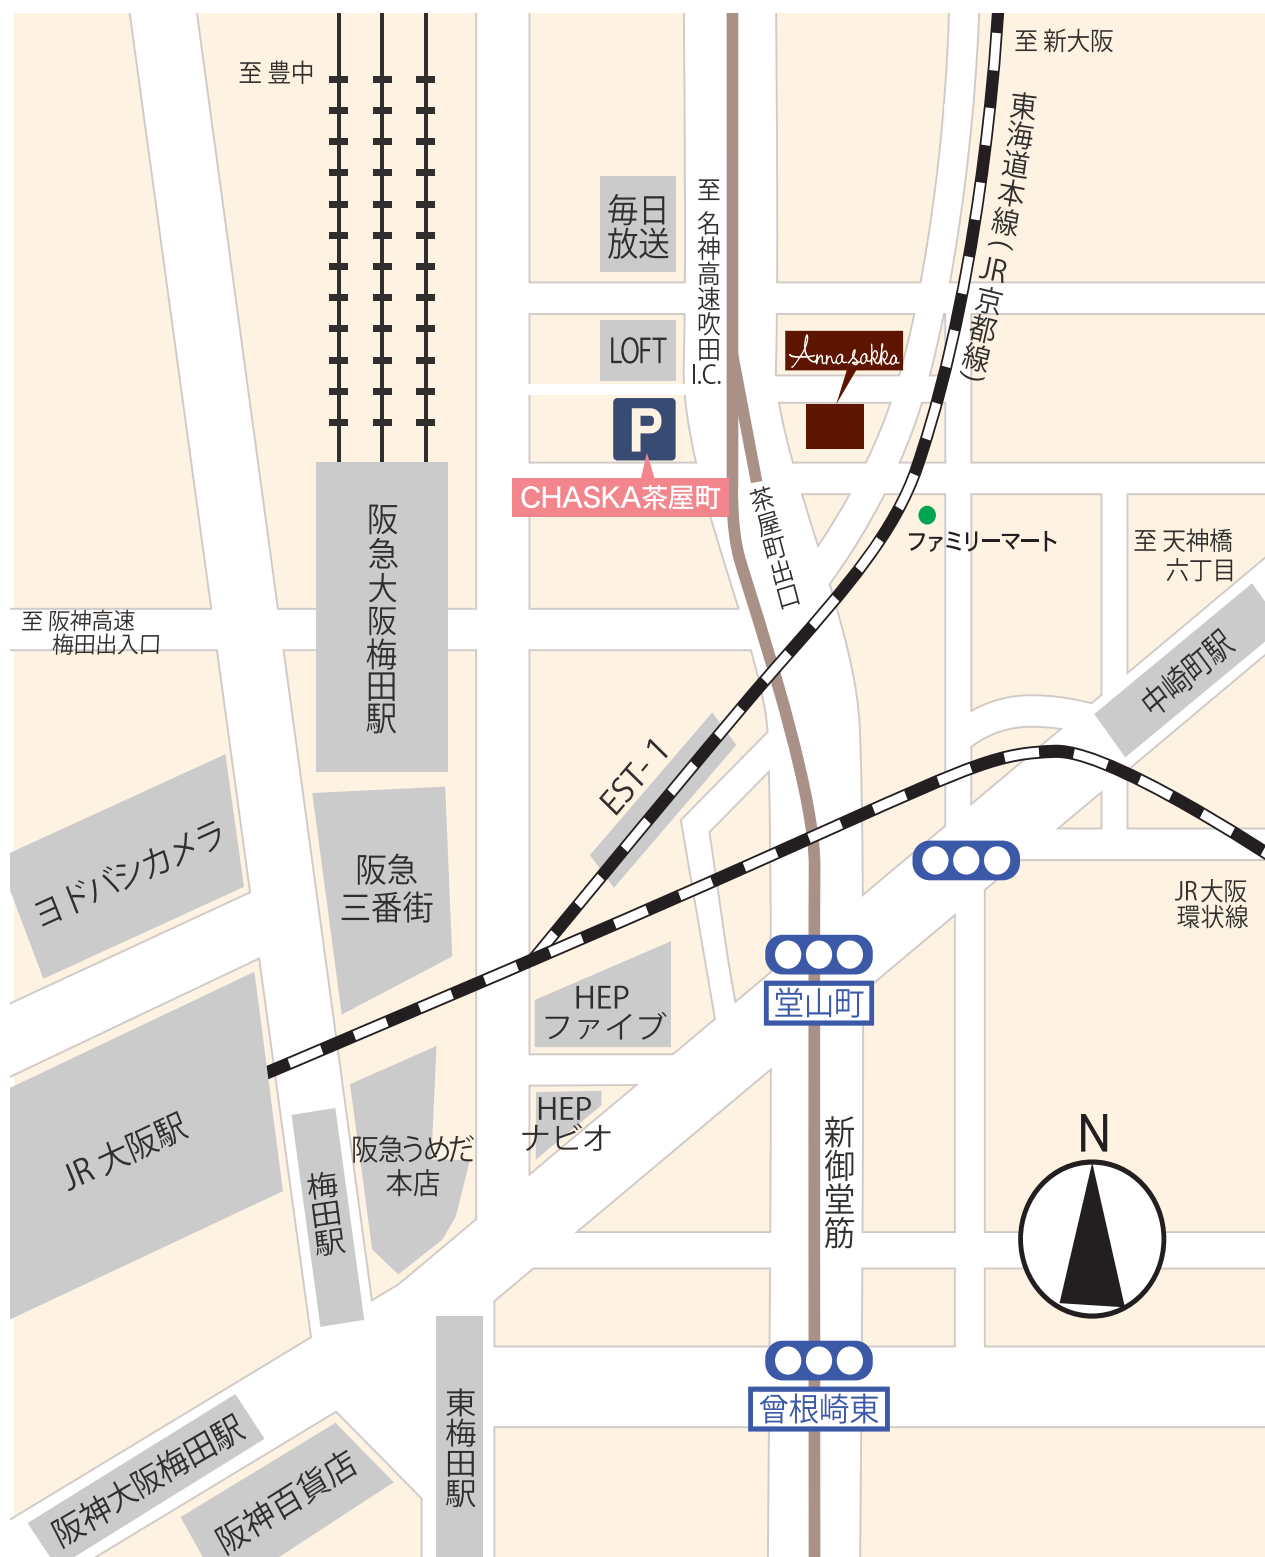 至 新大阪
至 豊中
東海道本線(JR京都線)
毎日
放送
至 名神高速吹田I.C.
LOFT
Annasakka
P
CHASKA茶屋町
茶屋町出口
ファミリーマート
至 天神橋
六丁目
阪急大阪梅田駅
至 阪神高速
梅田出入口
中崎町駅
EST-1
ヨドバシカメラ
阪急
三番街
JR大阪
環状線
HEP
ファイブ
堂山町
HEP
ナビオ
JR 大阪駅
阪急うめだ
本店
梅田駅
新御堂筋
N
東梅田駅
曾根崎東
阪神大阪梅田駅
阪神百貨店